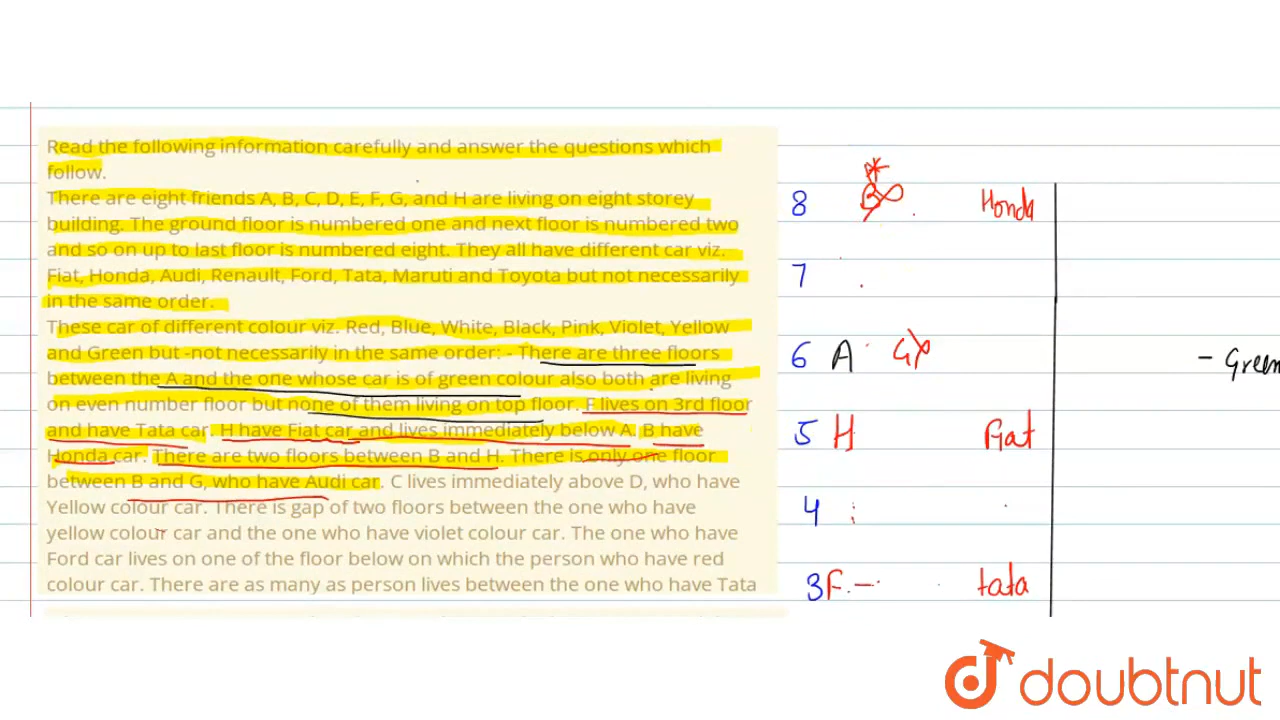 Read the following information carefully and answer the questions which
follow.
There are eight friends A, B, C, D, E, F, G, and H are living on eight storey
building. The ground floor is numbered one and next floor is numbered two
and so on up to last floor is numbered eight. They all have different car viz.
Fiat, Honda, Audi, Renault, Ford, Tata, Maruti and Toyota but not necessarily
in the same order.
These car of different colour viz. Red, Blue, White, Black, Pink, Violet, Yellow
and Green but -not necessarily in the same order: - There are three floors
between the A and the one whose car is of green colour also both are living
on even number floor but none of them living on top floor. F lives on 3rd floor
and have Tata car. H have Fiat car and lives immediately below A. B have
Honda car. There are two floors between B and H. There is only one floor
between B and G, who have Audi car. C lives immediately above D, who have
Yellow colour car. There is gap of two floors between the one who have
yellow colour car and the one who have violet colour car. The one who have
Ford car lives on one of the floor below on which the person who have red
colour car. There are as many as person lives between the one who have Tata
8 B Honda
7
6 A G - Green
5 H Fiat
4
3 F tata
doubtnut